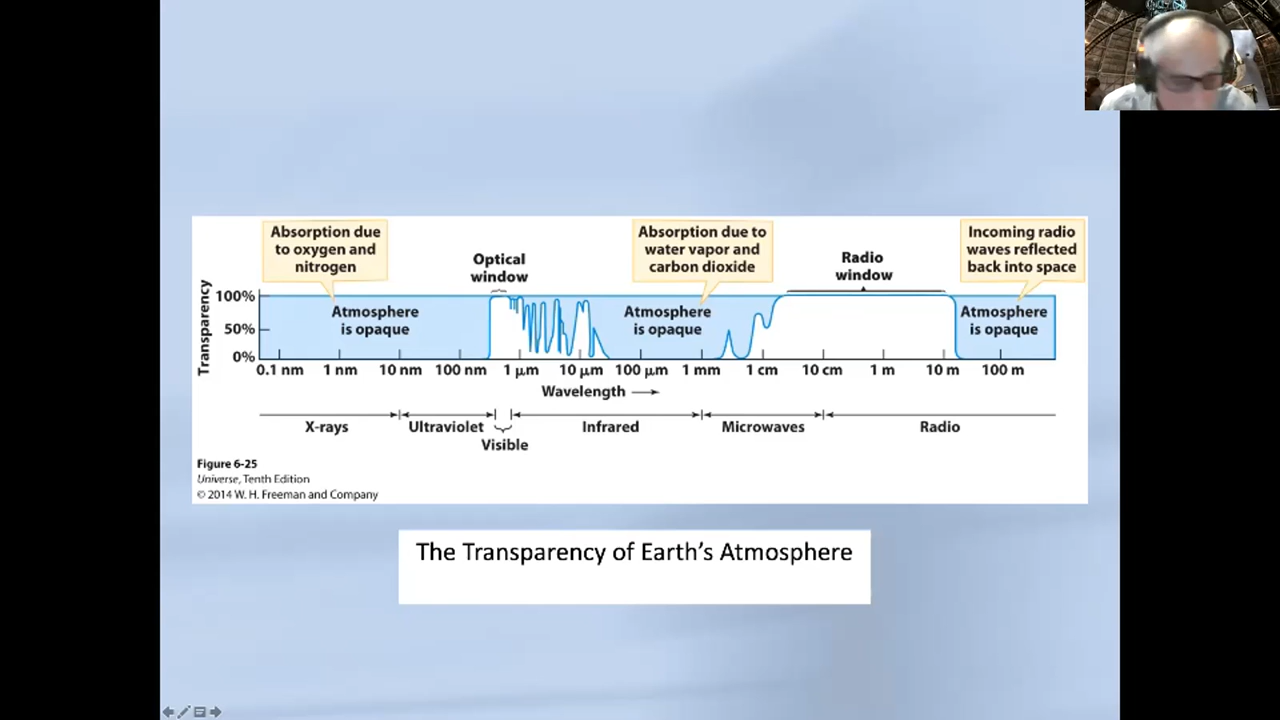 Absorption due
to oxygen and
nitrogen
Optical
window
Absorption due to
water vapor and
carbon dioxide
Radio
window
Incoming radio
waves reflected
back into space
Transparency
100%
50%
0%
Atmosphere
is opaque
Atmosphere
is opaque
Atmosphere
is opaque
0.1 nm 1 nm 10 nm 100 nm 1 μm 10 μm 100 μm 1 mm 1 cm 10 cm 1 m 10 m 100 m
Wavelength
X-rays Ultraviolet Visible Infrared Microwaves Radio
Figure 6-25
Universe, Tenth Edition
© 2014 W. H. Freeman and Company
The Transparency of Earth's Atmosphere